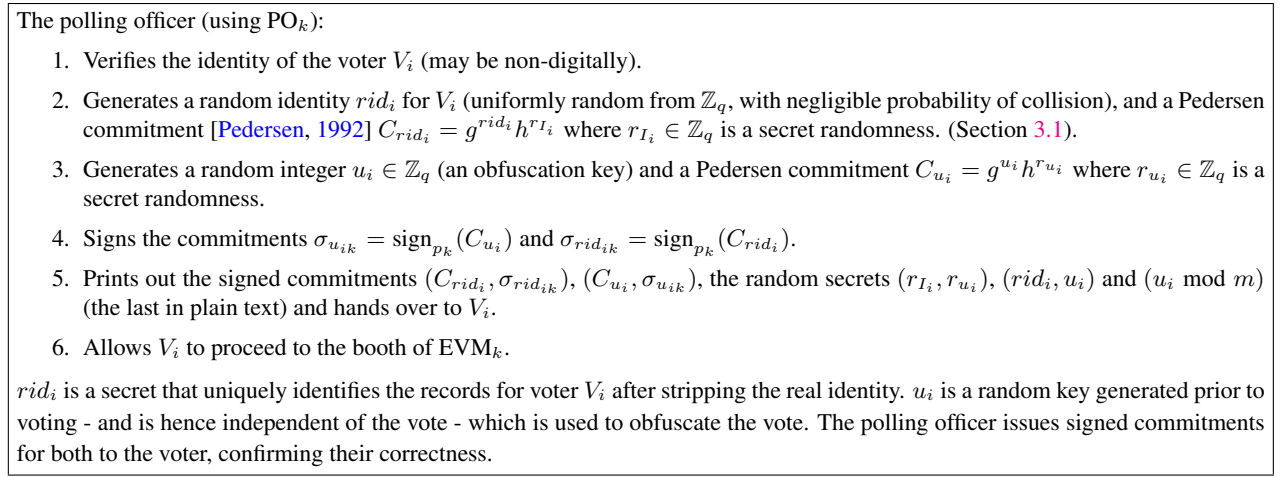 The polling officer (using PO_k):
1. Verifies the identity of the voter V_i (may be non-digitally).
2. Generates a random identity rid_i for V_i (uniformly random from ℤ_q, with negligible probability of collision), and a Pedersen
commitment [Pedersen, 1992] C_{rid_i} = g^{rid_i} h^{r_{I_i}} where r_{I_i} ∈ ℤ_q is a secret randomness. (Section 3.1).
3. Generates a random integer u_i ∈ ℤ_q (an obfuscation key) and a Pedersen commitment C_{u_i} = g^{u_i} h^{r_{u_i}} where r_{u_i} ∈ ℤ_q is a
secret randomness.
4. Signs the commitments σ_{u_{ik}} = sign_{p_k}(C_{u_i}) and σ_{rid_{ik}} = sign_{p_k}(C_{rid_i}).
5. Prints out the signed commitments (C_{rid_i}, σ_{rid_{ik}}), (C_{u_i}, σ_{u_{ik}}), the random secrets (r_{I_i}, r_{u_i}), (rid_i, u_i) and (u_i mod m)
(the last in plain text) and hands over to V_i.
6. Allows V_i to proceed to the booth of EVM_k.
rid_i is a secret that uniquely identifies the records for voter V_i after stripping the real identity. u_i is a random key generated prior to
voting - and is hence independent of the vote - which is used to obfuscate the vote. The polling officer issues signed commitments
for both to the voter, confirming their correctness.